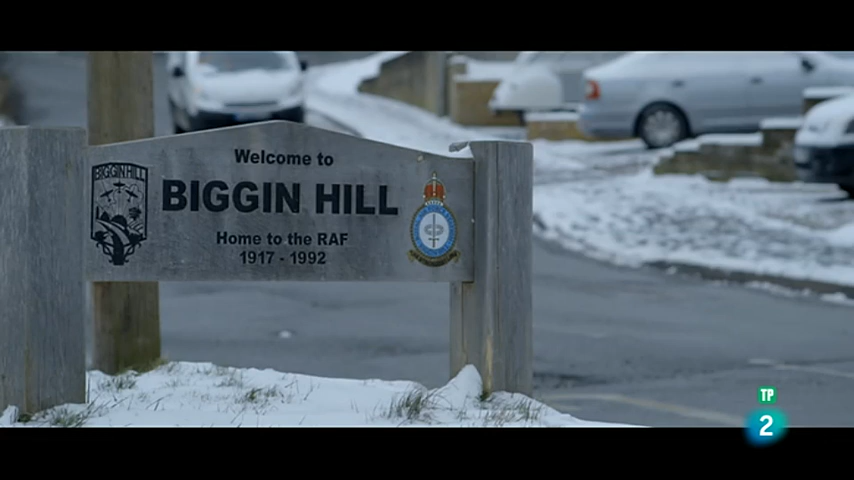 Welcome to
BIGGIN HILL
BIGGIN HILL
Home to the RAF
1917 - 1992
TP
2